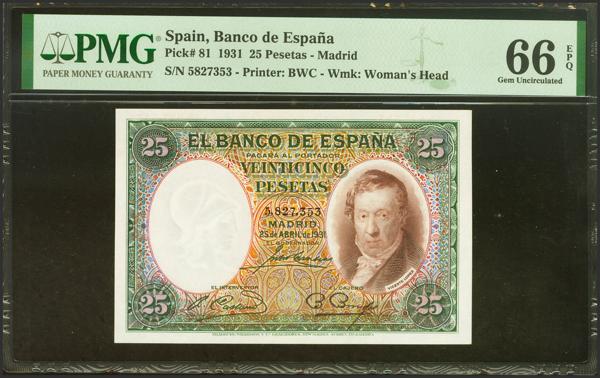 PMG
PAPER MONEY GUARANTY
Spain, Banco de España
Pick# 81 1931 25 Pesetas - Madrid
S/N 5827353 - Printer: BWC - Wmk: Woman's Head
66 EPQ
Gem Uncirculated
25 EL BANCO DE ESPAÑA 25
PAGARÁ AL PORTADOR
VEINTICINCO
PESETAS
5,827,353
MADRID
25 de ABRIL de 1931
EL GOBERNADOR
EL INTERVENTOR
EL CAJERO
VICENTE LOPEZ
25 25